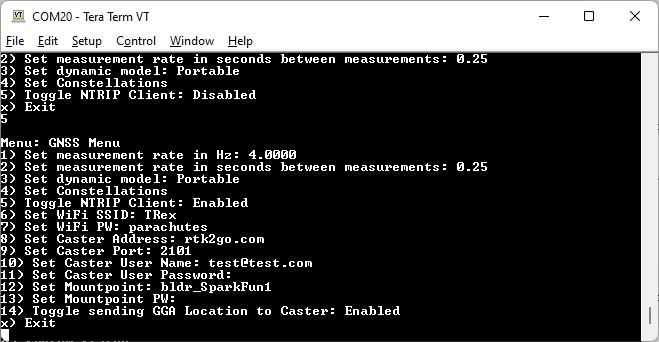 COM20 - Tera Term VT
File Edit Setup Control Window Help
2) Set measurement rate in seconds between measurements: 0.25
3) Set dynamic model: Portable
4) Set Constellations
5) Toggle NTRIP Client: Disabled
x) Exit
5
Menu: GNSS Menu
1) Set measurement rate in Hz: 4.0000
2) Set measurement rate in seconds between measurements: 0.25
3) Set dynamic model: Portable
4) Set Constellations
5) Toggle NTRIP Client: Enabled
6) Set WiFi SSID: TRex
7) Set WiFi PW: parachutes
8) Set Caster Address: rtk2go.com
9) Set Caster Port: 2101
10) Set Caster User Name: test@test.com
11) Set Caster User Password:
12) Set Mountpoint: bldr_SparkFun1
13) Set Mountpoint PW:
14) Toggle sending GGA Location to Caster: Enabled
x) Exit